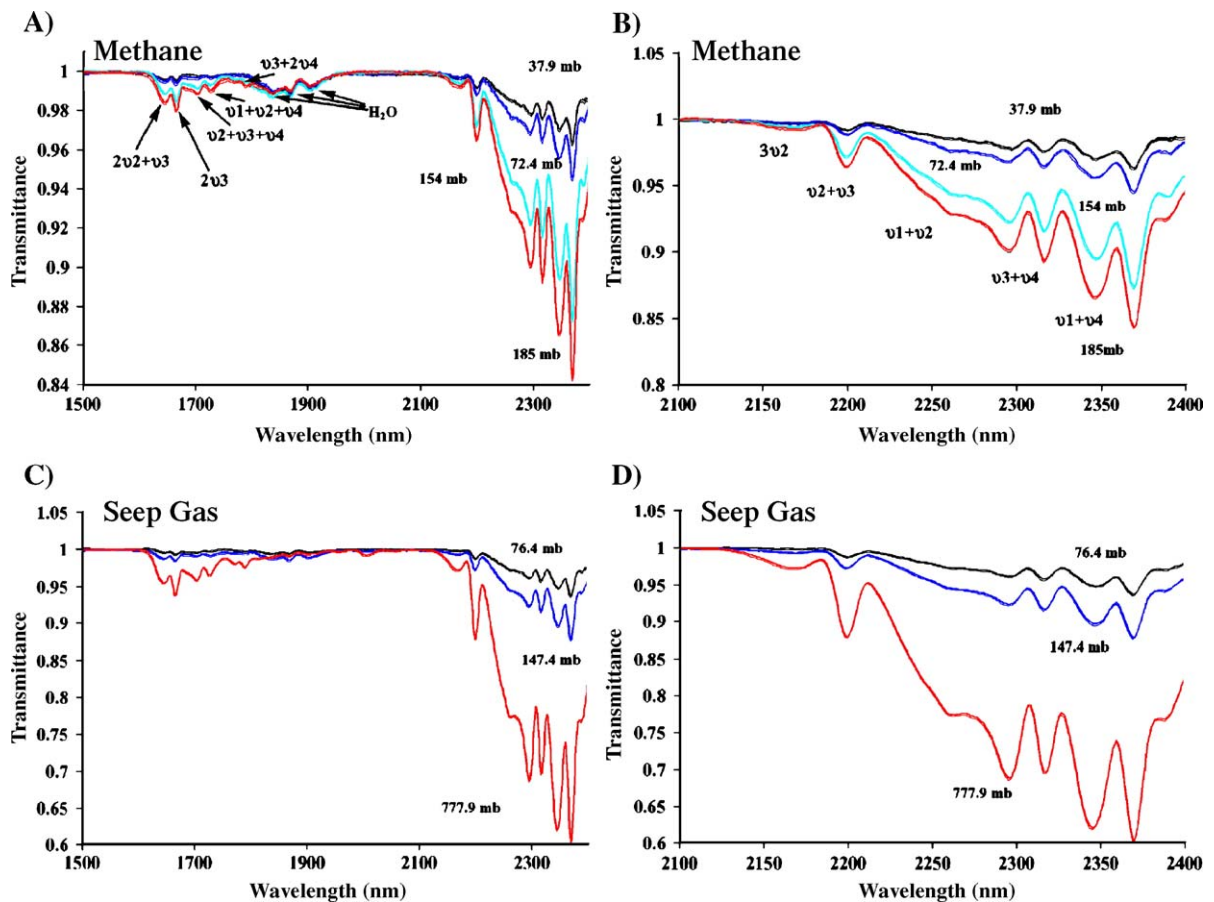 A)
Methane
1
0.98
0.96
0.94
0.92
0.9
0.88
0.86
0.84
Transmittance
υ3+2υ4
37.9 mb
H₂O
υ1+υ2+υ4
2υ2+υ3
υ2+υ3+υ4
2υ3
72.4 mb
154 mb
185 mb
1500 1700 1900 2100 2300
Wavelength (nm)
B)
Methane
1.05
1
0.95
0.9
0.85
0.8
Transmittance
37.9 mb
3υ2
72.4 mb
υ2+υ3
154 mb
υ1+υ2
υ3+υ4
υ1+υ4
185mb
2100 2150 2200 2250 2300 2350 2400
Wavelength (nm)
C)
Seep Gas
1.05
1
0.95
0.9
0.85
0.8
0.75
0.7
0.65
0.6
Transmittance
76.4 mb
147.4 mb
777.9 mb
1500 1700 1900 2100 2300
Wavelength (nm)
D)
Seep Gas
1.05
1
0.95
0.9
0.85
0.8
0.75
0.7
0.65
0.6
Transmittance
76.4 mb
147.4 mb
777.9 mb
2100 2150 2200 2250 2300 2350 2400
Wavelength (nm)